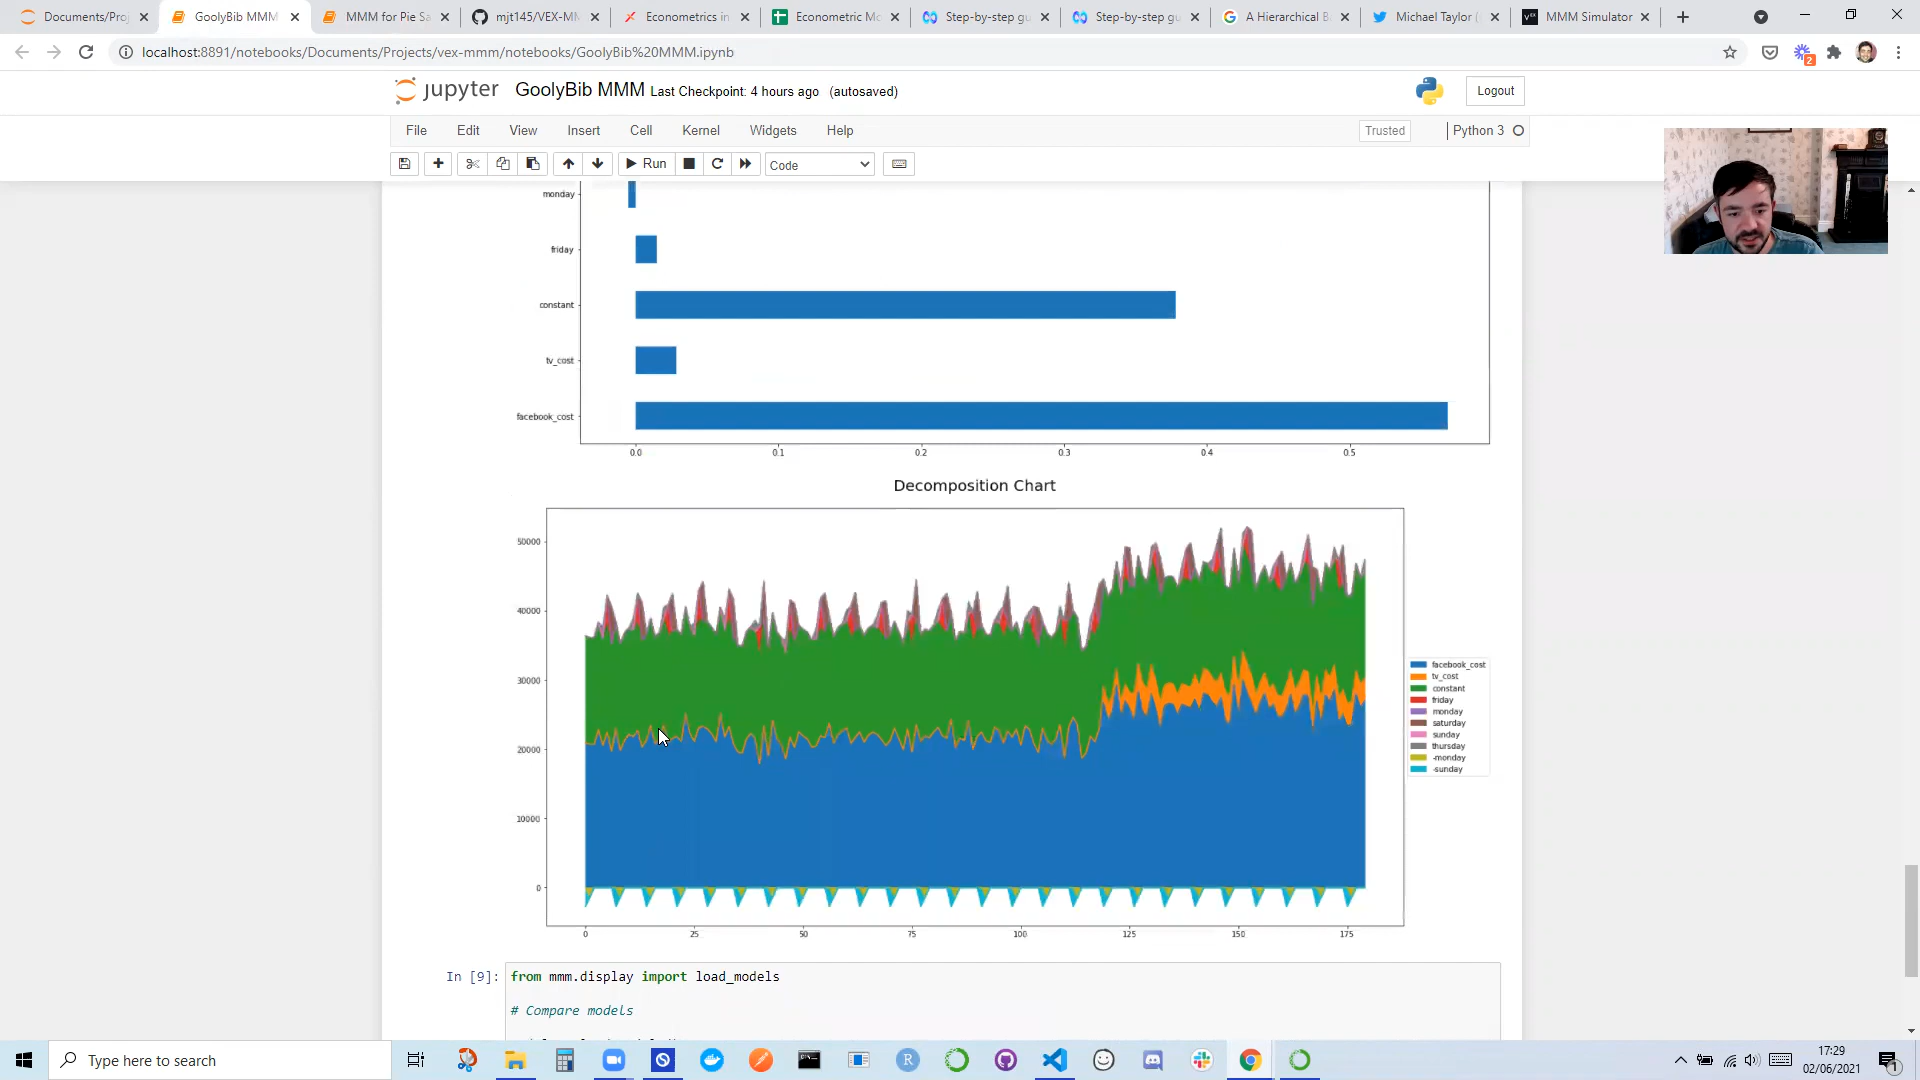 Documents/Proj
GoolyBib MMM
MMM for Pie Sa
mjt145/VEX-MM
Econometrics in
Econometric Mo
Step-by-step gu
Step-by-step gu
A Hierarchical B
Michael Taylor (
MMM Simulator
localhost:8891/notebooks/Documents/Projects/vex-mmm/notebooks/GoolyBib%20MMM.ipynb
2
jupyter GoolyBib MMM Last Checkpoint: 4 hours ago (autosaved)
Logout
File Edit View Insert Cell Kernel Widgets Help
Trusted
Python 3
Run
Code
monday
friday
constant
tv_cost
facebook_cost
0.0 0.1 0.2 0.3 0.4 0.5
Decomposition Chart
50000
40000
30000
20000
10000
0
0 25 50 75 100 125 150 175
facebook_cost
tv_cost
constant
friday
monday
saturday
sunday
thursday
-monday
-sunday
In [9]:
from mmm.display import load_models
# Compare models
Type here to search
17:29
02/06/2021
1